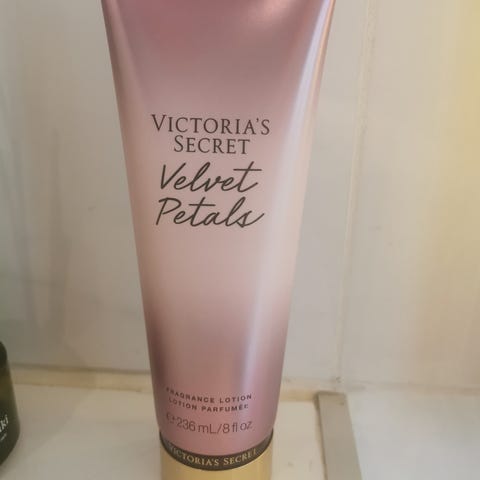 VICTORIA'S
SECRET
Velvet
Petals
FRAGRANCE LOTION
LOTION PARFUMÉE
℮236 mL/8 fl oz
VICTORIA'S SECRET